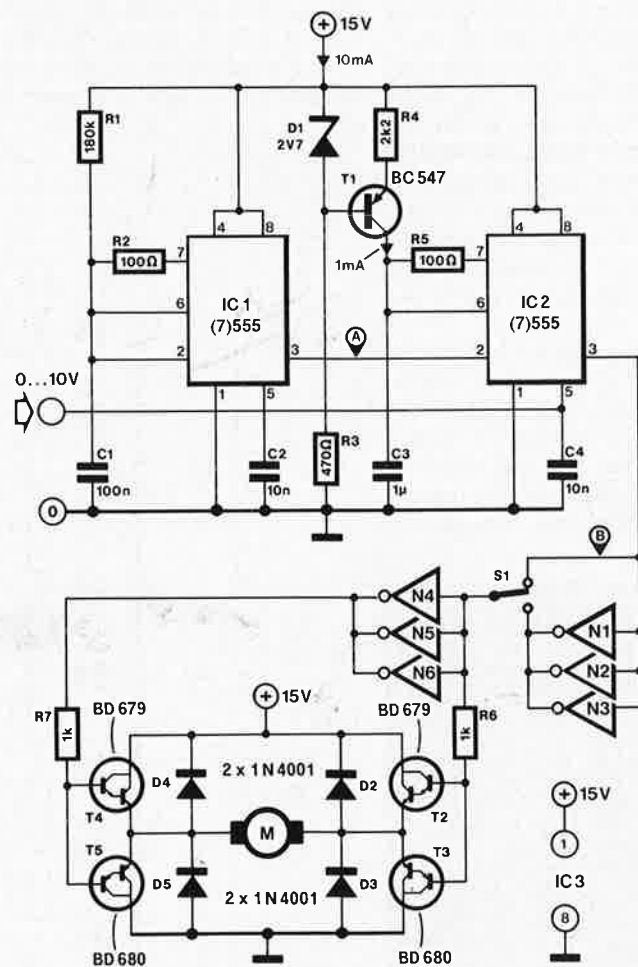 + 15V
10mA
R1
180k
D1
2V7
R4
2k2
T1
BC 547
4
8
4
8
R2
100Ω
7
1mA
R5
100Ω
7
IC 1
(7)555
6
IC 2
(7)555
6
2
3
A
2
3
0...10V
1
5
1
5
C1
100n
C2
10n
R3
470Ω
C3
1µ
C4
10n
0
B
S1
N4
N5
N6
N1
N2
N3
+ 15V
R7
1k
BD 679
BD 679
R6
1k
D4
2 x 1N 4001
D2
T4
M
T2
+ 15V
T5
T3
1
D5
2 x 1N 4001
D3
IC 3
8
BD 680
BD 680